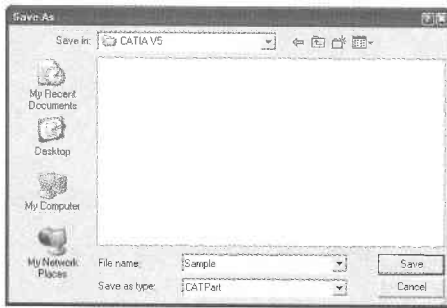 Save As
Save in: CATIA V5
My Recent
Documents
Desktop
My Computer
My Network
Places
File name: Sample
Save as type: CATPart
Save
Cancel